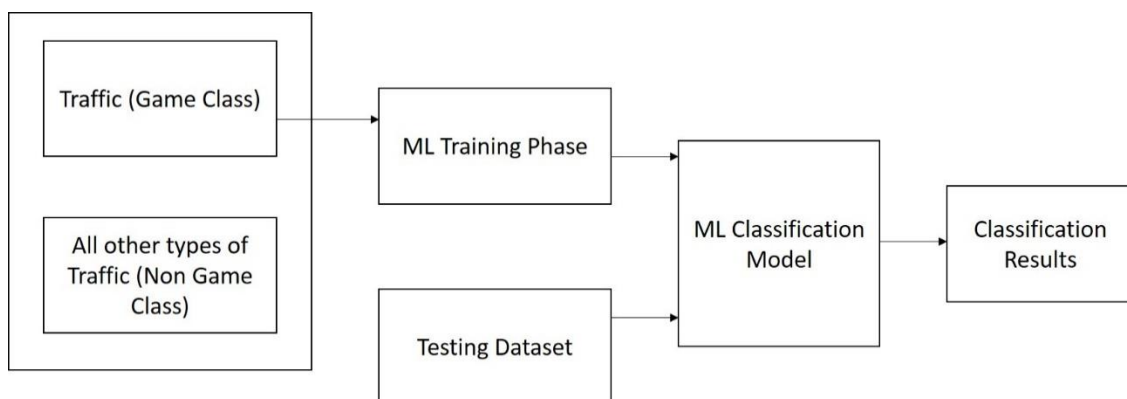 Traffic (Game Class)
All other types of
Traffic (Non Game
Class)
ML Training Phase
Testing Dataset
ML Classification
Model
Classification
Results